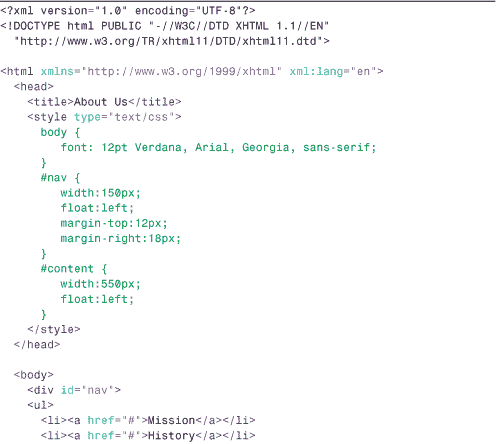 <?xml version="1.0" encoding="UTF-8"?>
<!DOCTYPE html PUBLIC "-//W3C//DTD XHTML 1.1//EN"
"http://www.w3.org/TR/xhtml11/DTD/xhtml11.dtd">
<html xmlns="http://www.w3.org/1999/xhtml" xml:lang="en">
<head>
<title>About Us</title>
<style type="text/css">
body {
font: 12pt Verdana, Arial, Georgia, sans-serif;
}
#nav {
width:150px;
float:left;
margin-top:12px;
margin-right:18px;
}
#content {
width:550px;
float:left;
}
</style>
</head>
<body>
<div id="nav">
<ul>
<li><a href="#">Mission</a></li>
<li><a href="#">History</a></li>